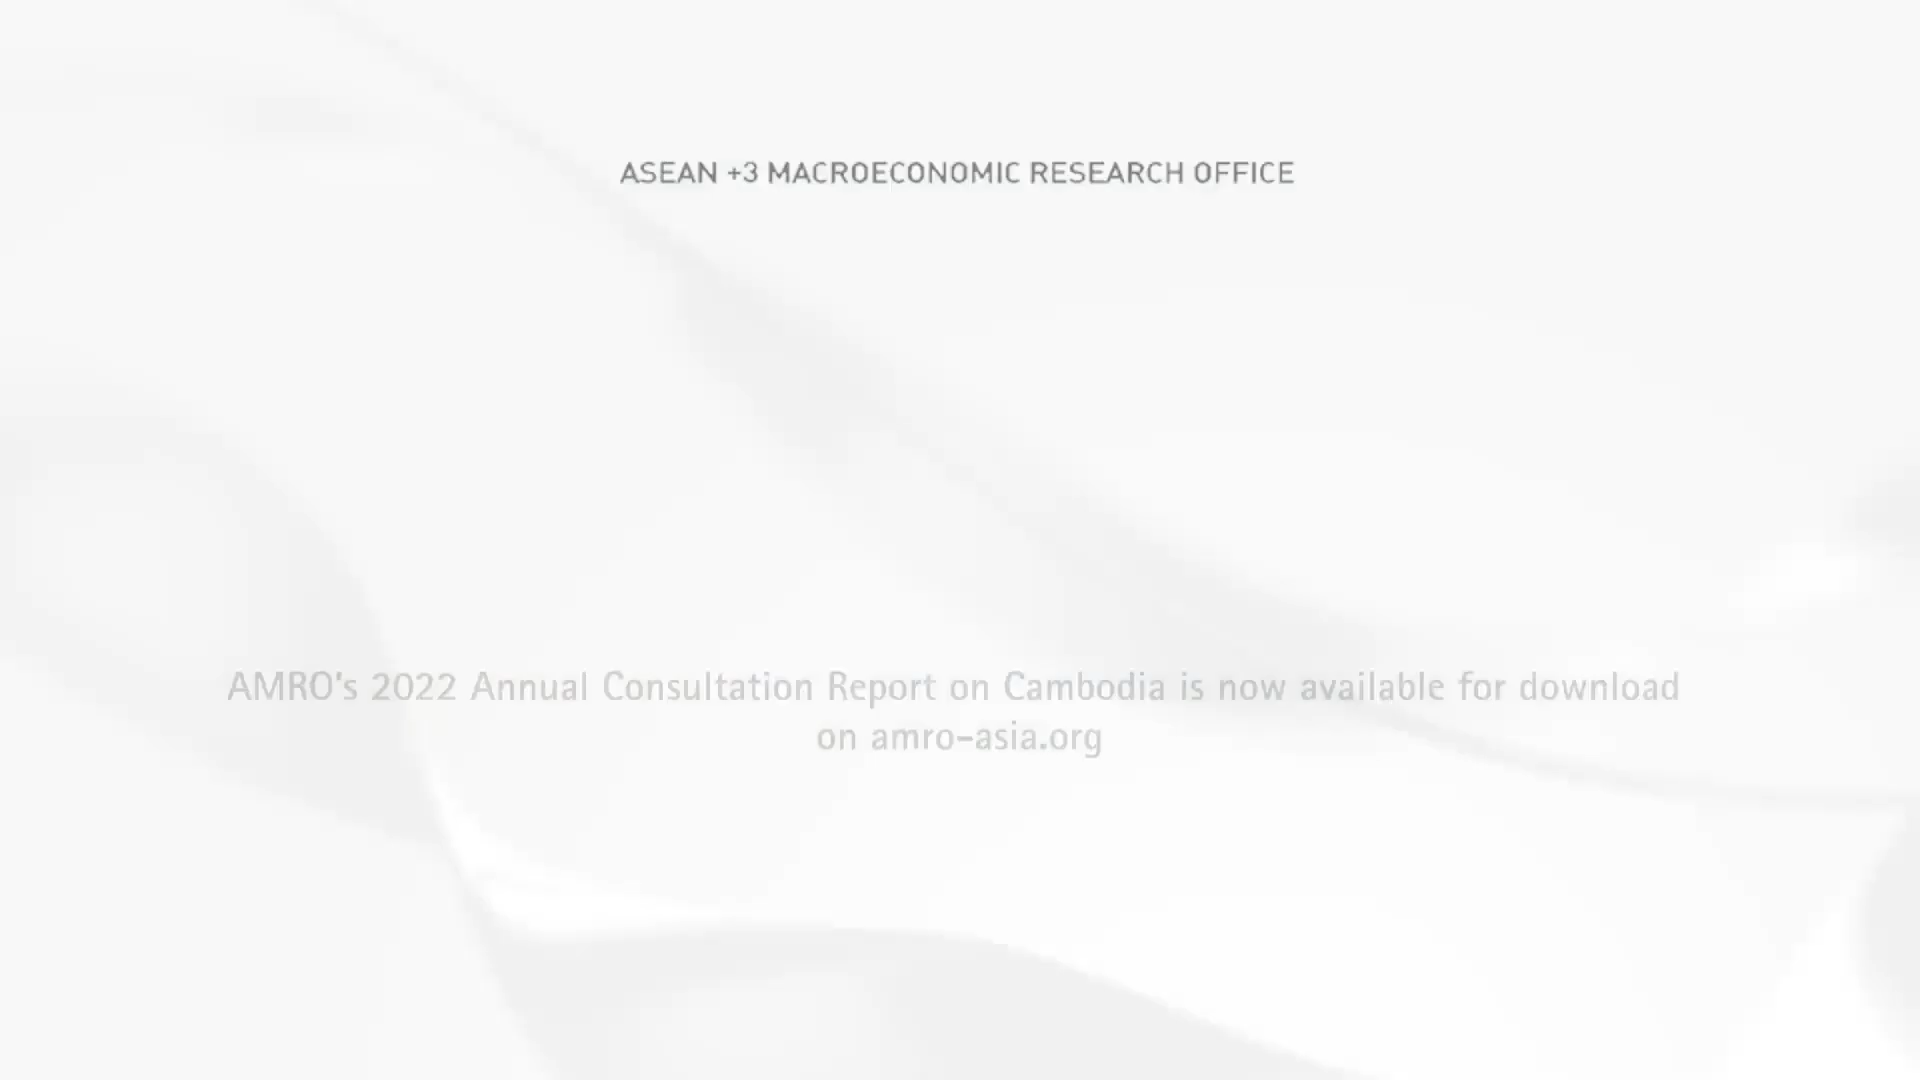 ASEAN +3 MACROECONOMIC RESEARCH OFFICE
AMRO's 2022 Annual Consultation Report on Cambodia is now available for download
on amro-asia.org